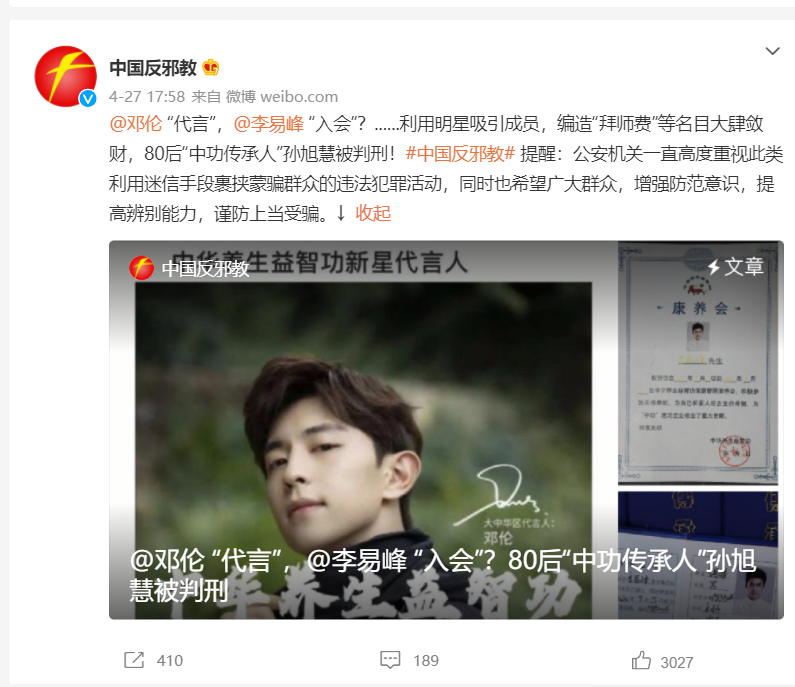 中国反邪教
4-27 17:58 来自 微博 weibo.com
@邓伦 “代言”，@李易峰 “入会”？......利用明星吸引成员，编造“拜师费”等名目大肆敛
财，80后“中功传承人”孙旭慧被判刑！#中国反邪教# 提醒：公安机关一直高度重视此类
利用迷信手段裹挟蒙骗群众的违法犯罪活动，同时也希望广大群众，增强防范意识，提
高辨别能力，谨防上当受骗。↓ 收起
中华养生益智功新星代言人
中国反邪教
文章
康养会
先生
大中华区代言人：
邓伦
@邓伦 “代言”，@李易峰 “入会”？80后“中功传承人”孙旭
慧被判刑
中华养生益智功
410
189
3027